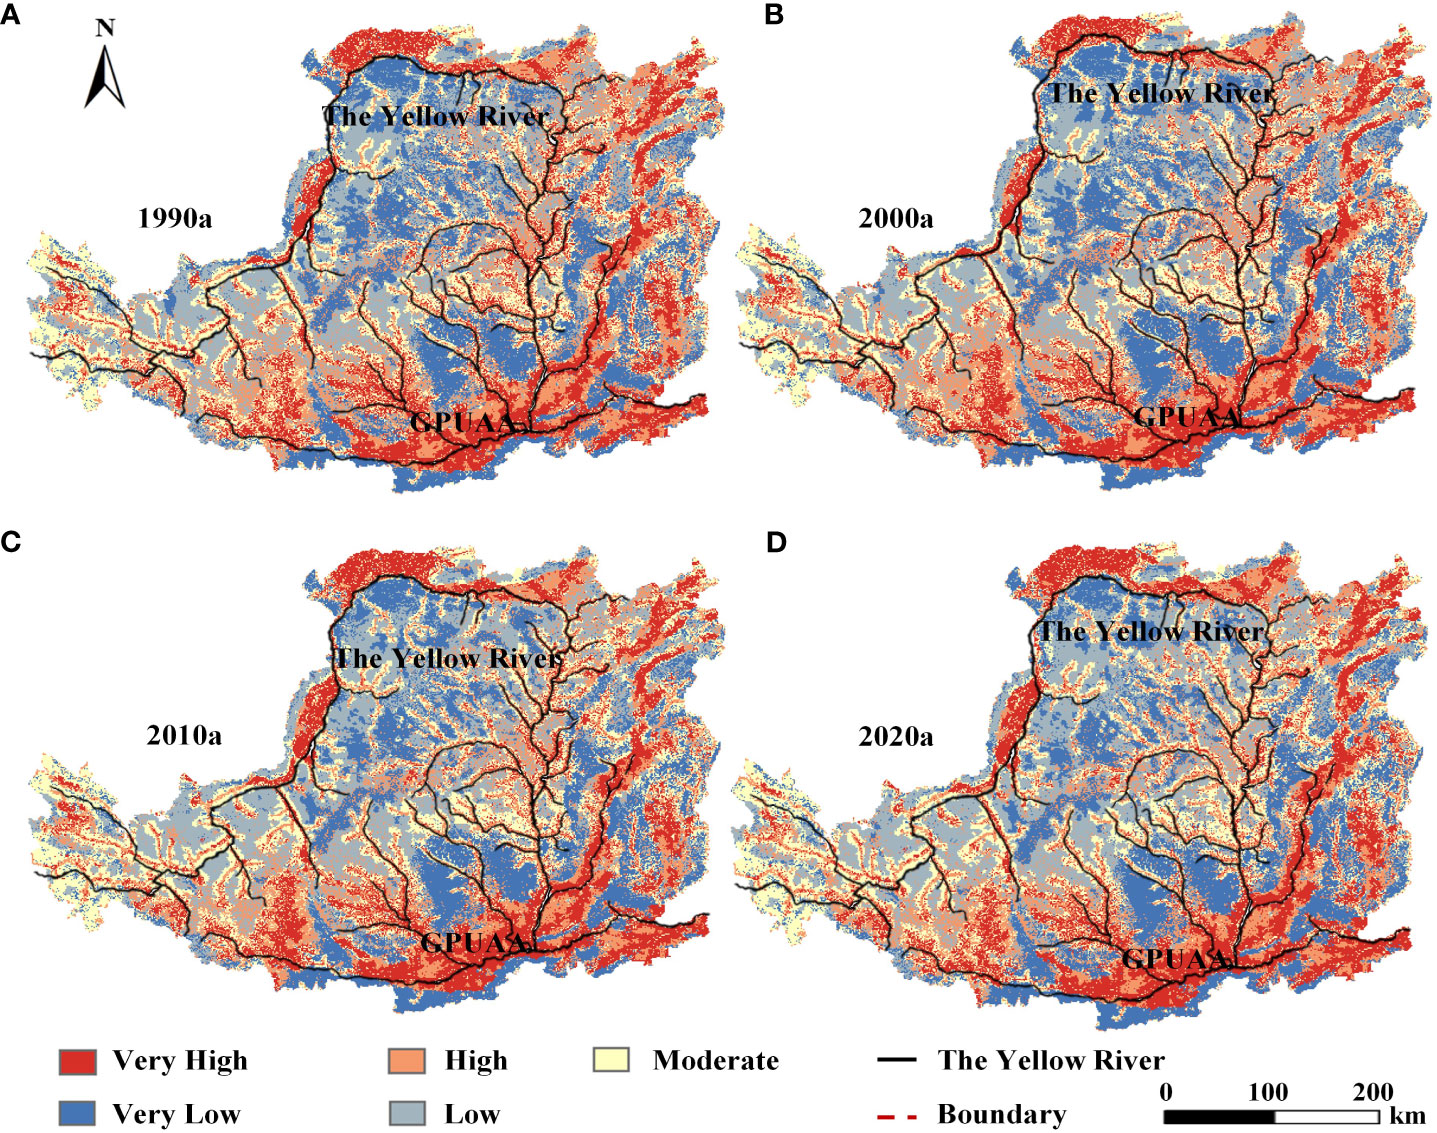 A
N
The Yellow River
1990a
GPUAA
B
The Yellow River
2000a
GPUAA
C
The Yellow River
2010a
GPUAA
D
The Yellow River
2020a
GPUAA
Very High
High
Moderate
The Yellow River
Very Low
Low
Boundary
0 100 200
km